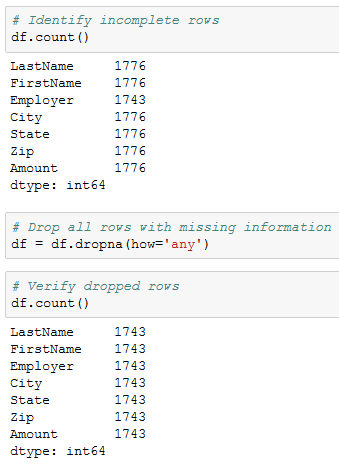 # Identify incomplete rows
df.count()
LastName     1776
FirstName    1776
Employer     1743
City         1776
State        1776
Zip          1776
Amount       1776
dtype: int64
# Drop all rows with missing information
df = df.dropna(how='any')
# Verify dropped rows
df.count()
LastName     1743
FirstName    1743
Employer     1743
City         1743
State        1743
Zip          1743
Amount       1743
dtype: int64